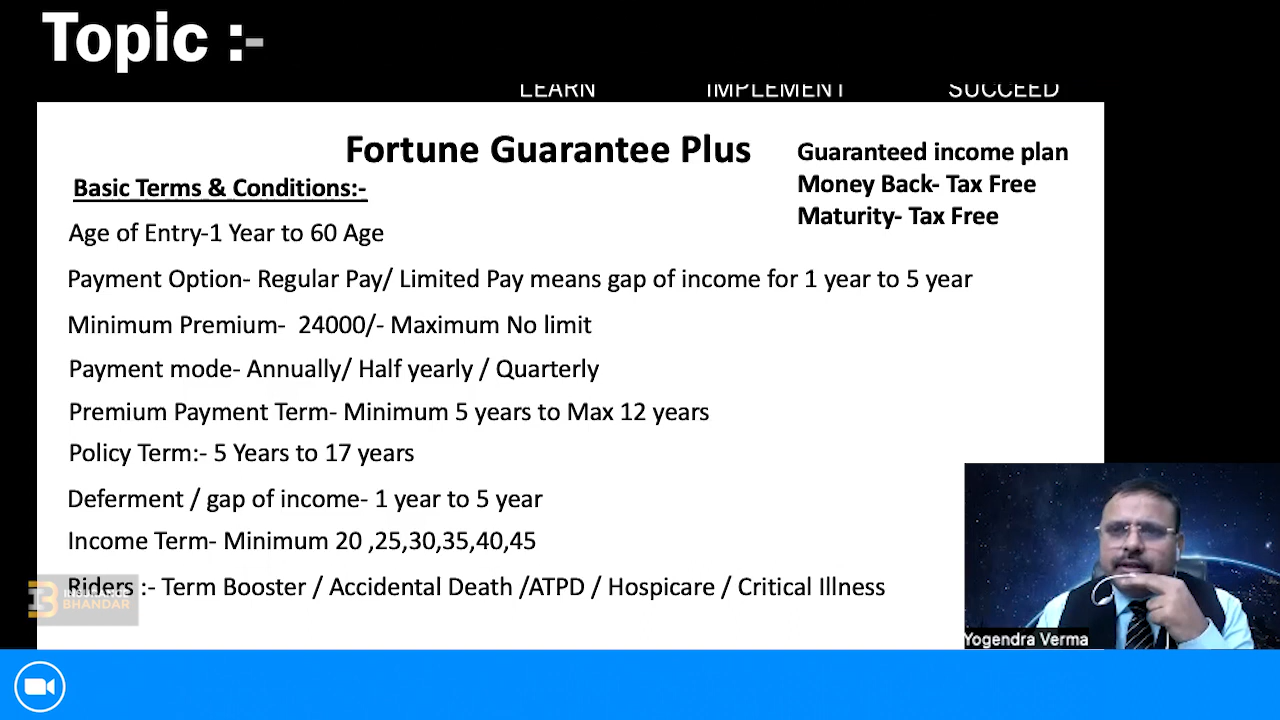 Topic :-
LEARN IMPLEMENT SUCCEED
Fortune Guarantee Plus
Guaranteed income plan
Money Back- Tax Free
Maturity- Tax Free
Basic Terms & Conditions:-
Age of Entry-1 Year to 60 Age
Payment Option- Regular Pay/ Limited Pay means gap of income for 1 year to 5 year
Minimum Premium- 24000/- Maximum No limit
Payment mode- Annually/ Half yearly / Quarterly
Premium Payment Term- Minimum 5 years to Max 12 years
Policy Term:- 5 Years to 17 years
Deferment / gap of income- 1 year to 5 year
Income Term- Minimum 20 ,25,30,35,40,45
Riders :- Term Booster / Accidental Death /ATPD / Hospicare / Critical Illness
INSURANCE
BHANDAR
Yogendra Verma